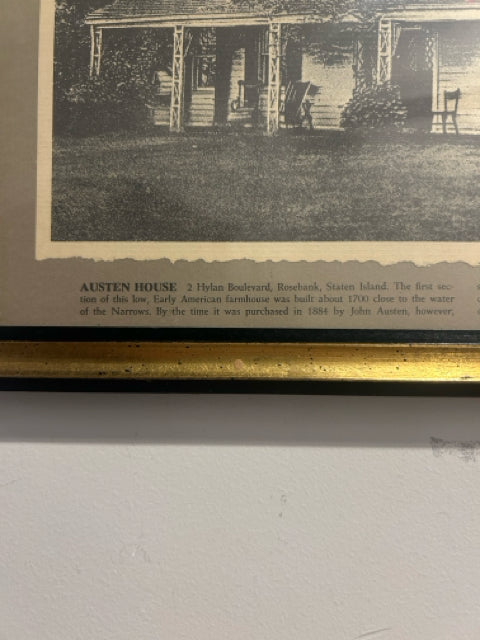 AUSTEN HOUSE 2 Hylan Boulevard, Rosebank, Staten Island. The first sec-
tion of this low, Early American farmhouse was built about 1700 close to the water
of the Narrows. By the time it was purchased in 1884 by John Austen, however,